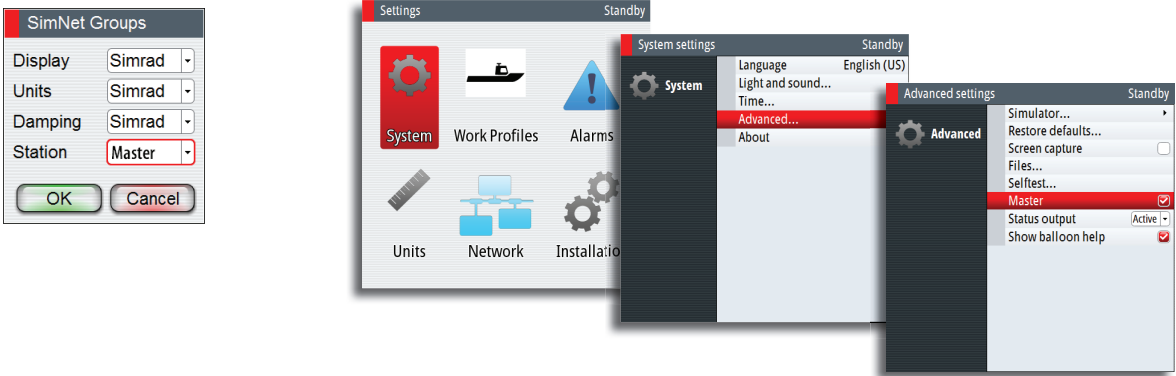 SimNet Groups
Display Simrad
Units Simrad
Damping Simrad
Station Master
OK Cancel
Settings Standby
System Work Profiles Alarms
Units Network Installatio
System settings Standby
System
Language English (US)
Light and sound...
Time...
Advanced...
About
Advanced settings Standby
Advanced
Simulator...
Restore defaults...
Screen capture
Files...
Selftest...
Master
Status output Active
Show balloon help